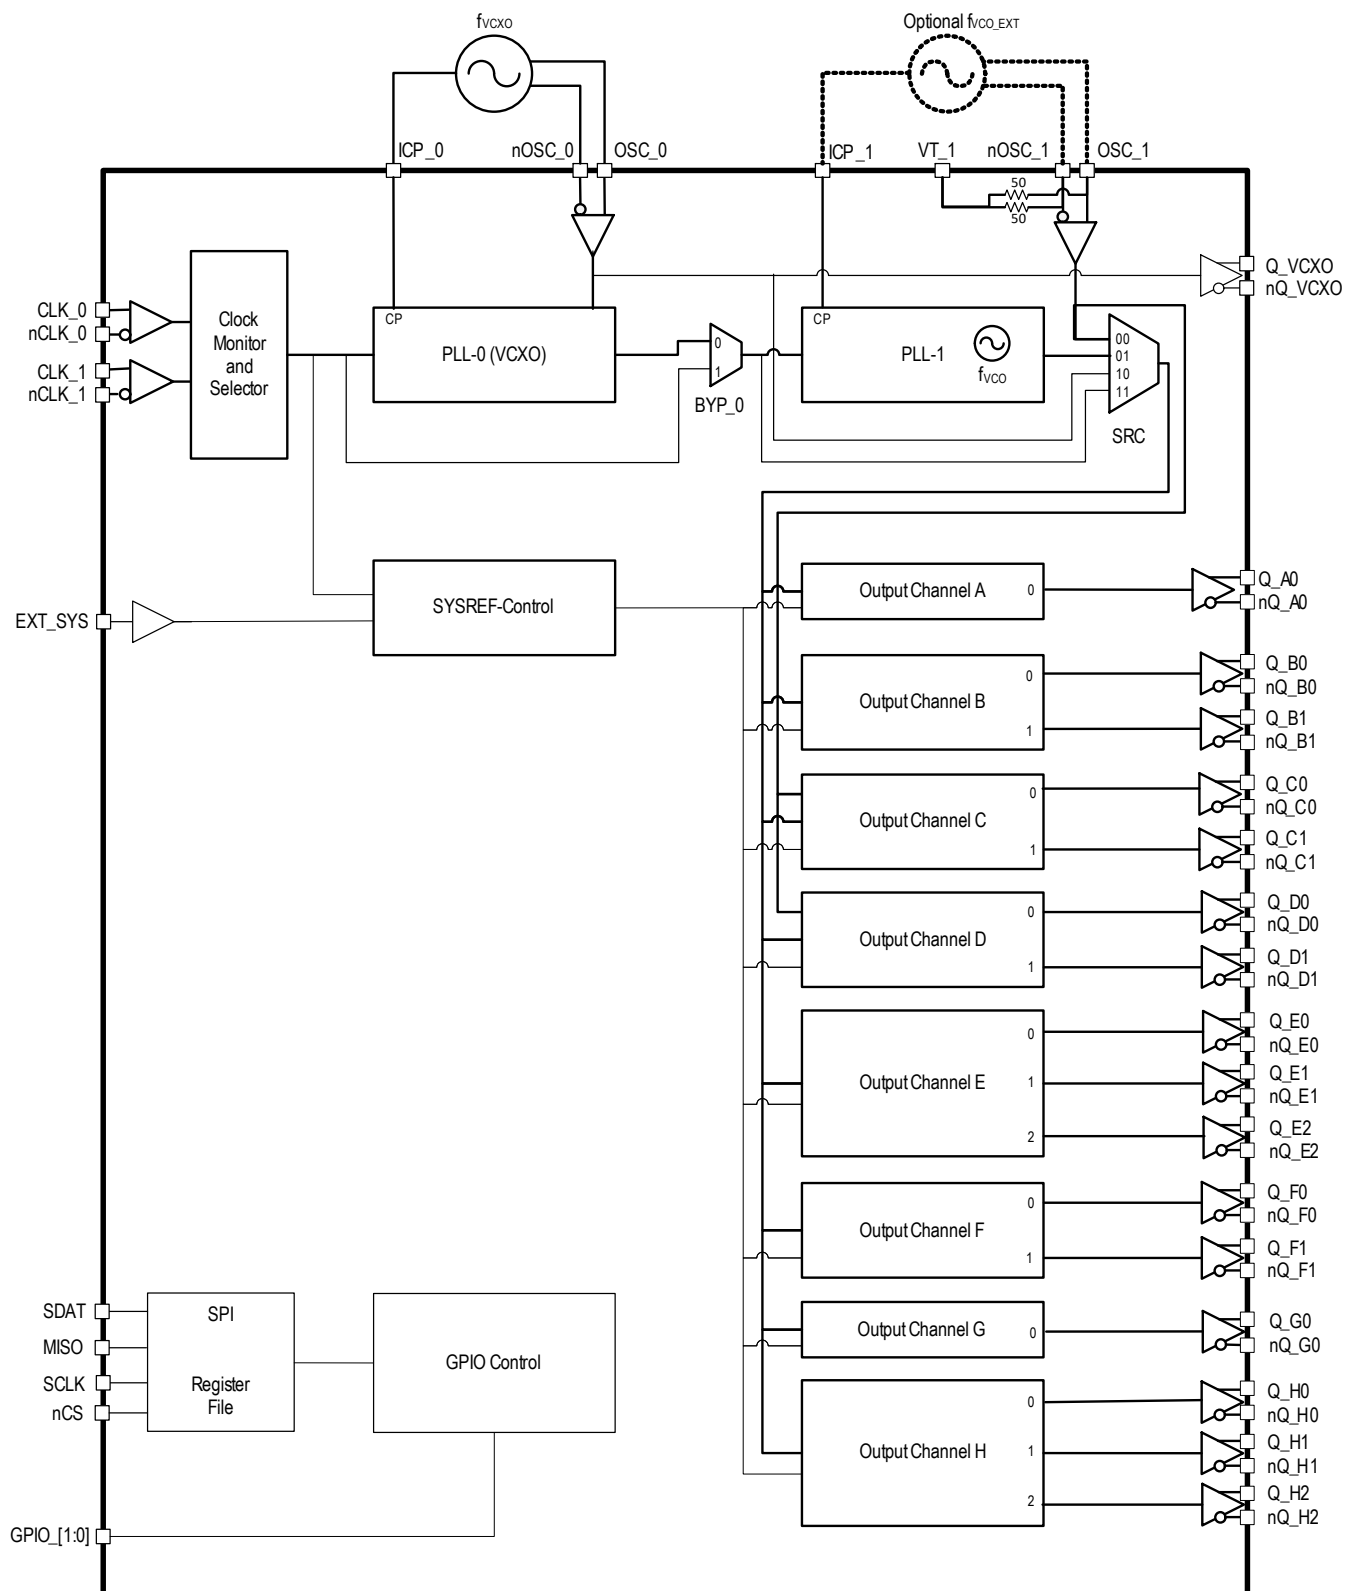 fVCXO
Optional fVCO_EXT
ICP_0
nOSC_0
OSC_0
ICP_1
VT_1
nOSC_1
OSC_1
50
50
Q_VCXO
nQ_VCXO
CLK_0
nCLK_0
CLK_1
nCLK_1
Clock
Monitor
and
Selector
CP
PLL-0 (VCXO)
0
1
BYP_0
CP
PLL-1
fVCO
00
01
10
11
SRC
EXT_SYS
SYSREF-Control
Output Channel A
0
Q_A0
nQ_A0
Output Channel B
0
1
Q_B0
nQ_B0
Q_B1
nQ_B1
Output Channel C
0
1
Q_C0
nQ_C0
Q_C1
nQ_C1
Output Channel D
0
1
Q_D0
nQ_D0
Q_D1
nQ_D1
Output Channel E
0
1
2
Q_E0
nQ_E0
Q_E1
nQ_E1
Q_E2
nQ_E2
Output Channel F
0
1
Q_F0
nQ_F0
Q_F1
nQ_F1
Output Channel G
0
Q_G0
nQ_G0
Output Channel H
0
1
2
Q_H0
nQ_H0
Q_H1
nQ_H1
Q_H2
nQ_H2
SDAT
MISO
SCLK
nCS
SPI
Register
File
GPIO Control
GPIO_[1:0]